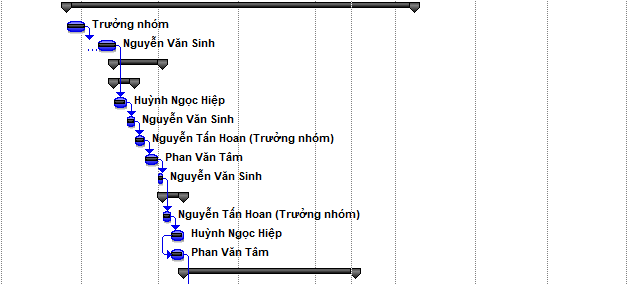 Trưởng nhóm
Nguyễn Văn Sinh
Huỳnh Ngọc Hiệp
Nguyễn Văn Sinh
Nguyễn Tấn Hoan (Trưởng nhóm)
Phan Văn Tâm
Nguyễn Văn Sinh
Nguyễn Tấn Hoan (Trưởng nhóm)
Huỳnh Ngọc Hiệp
Phan Văn Tâm